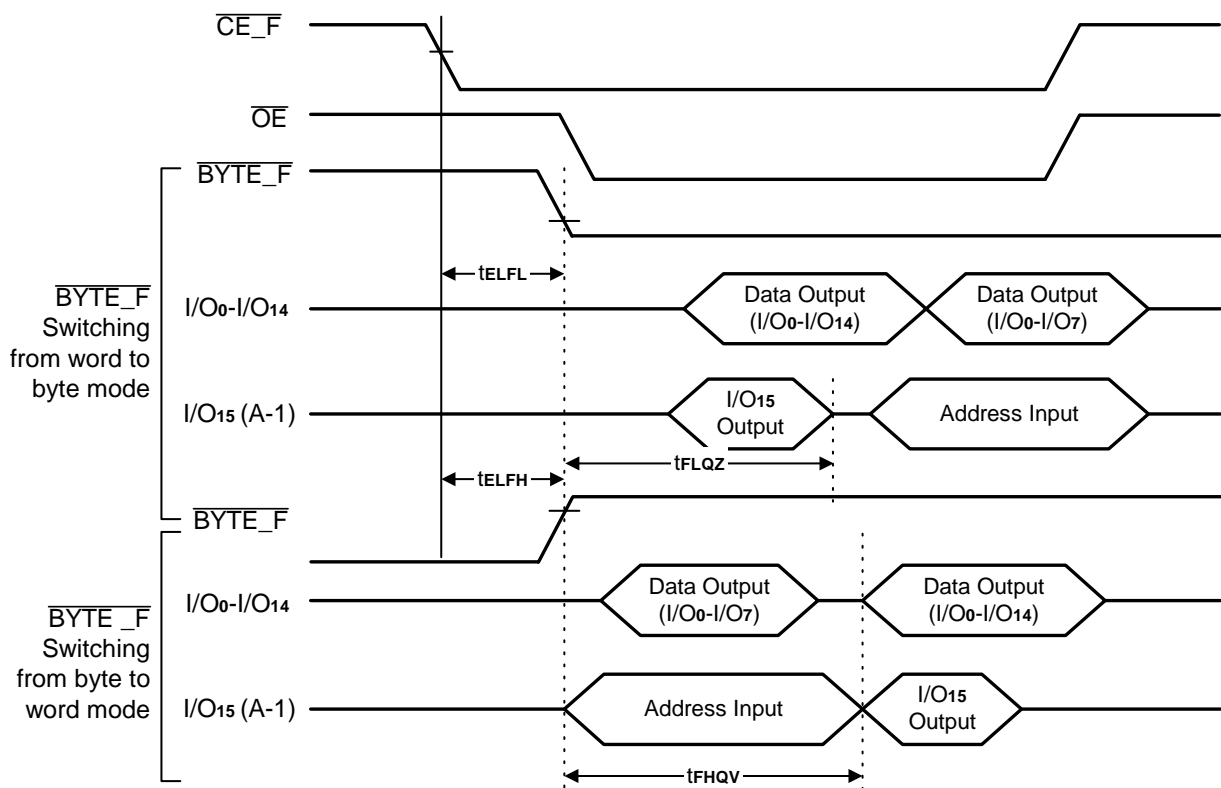 CE_F
OE
BYTE_F
tELFL
BYTE_F
Switching
from word to
byte mode
I/O0-I/O14
Data Output
(I/O0-I/O14)
Data Output
(I/O0-I/O7)
I/O15 (A-1)
I/O15
Output
Address Input
tELFH
tFLQZ
BYTE_F
BYTE _F
Switching
from byte to
word mode
I/O0-I/O14
Data Output
(I/O0-I/O7)
Data Output
(I/O0-I/O14)
I/O15 (A-1)
Address Input
I/O15
Output
tFHQV